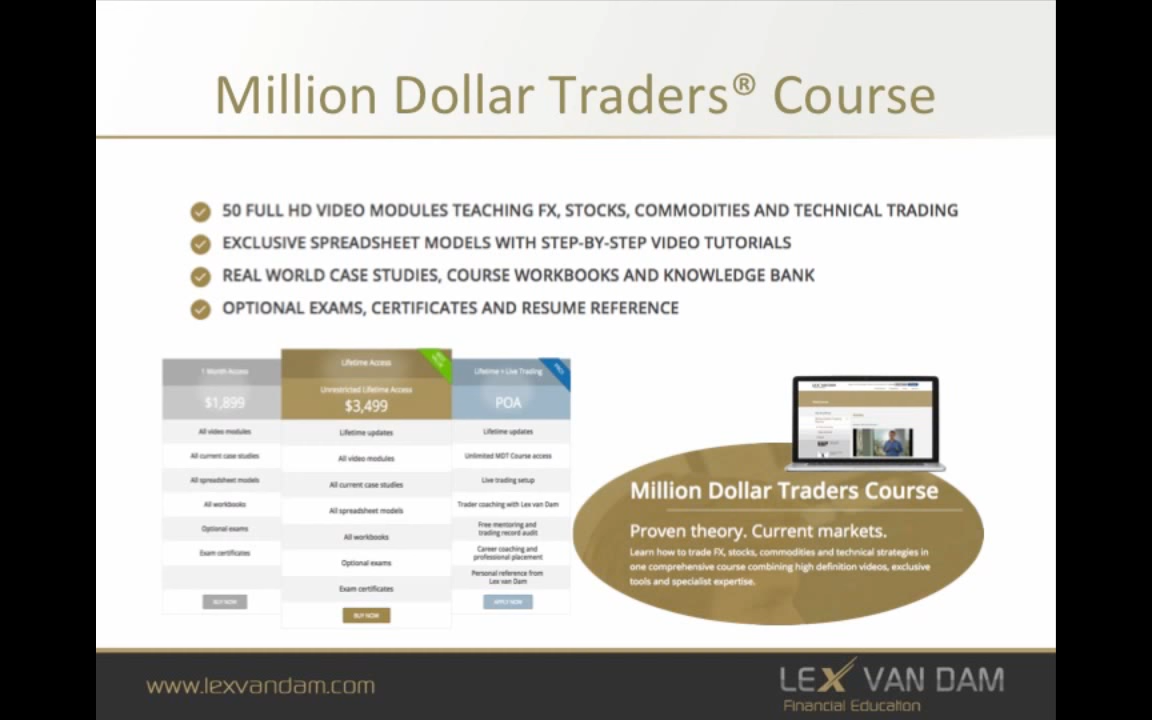 Million Dollar Traders® Course
50 FULL HD VIDEO MODULES TEACHING FX, STOCKS, COMMODITIES AND TECHNICAL TRADING
EXCLUSIVE SPREADSHEET MODELS WITH STEP-BY-STEP VIDEO TUTORIALS
REAL WORLD CASE STUDIES, COURSE WORKBOOKS AND KNOWLEDGE BANK
OPTIONAL EXAMS, CERTIFICATES AND RESUME REFERENCE
1 Month Access
$1,899
All video modules
All current case studies
All spreadsheet models
All workbooks
Optional exams
Exam certificates
BUY NOW
Lifetime Access
Unrestricted Lifetime Access
$3,499
Lifetime updates
All video modules
All current case studies
All spreadsheet models
All workbooks
Optional exams
Exam certificates
BUY NOW
Lifetime + Live Trading
POA
Lifetime updates
Unlimited MDT Course access
Live trading setup
Trader coaching with Lex van Dam
Free mentoring and
trading record audit
Career coaching and
professional placement
Personal reference from
Lex van Dam
APPLY NOW
Million Dollar Traders Course
Proven theory. Current markets.
Learn how to trade FX, stocks, commodities and technical strategies in
one comprehensive course combining high definition videos, exclusive
tools and specialist expertise.
www.lexvandam.com
LEX VAN DAM
Financial Education